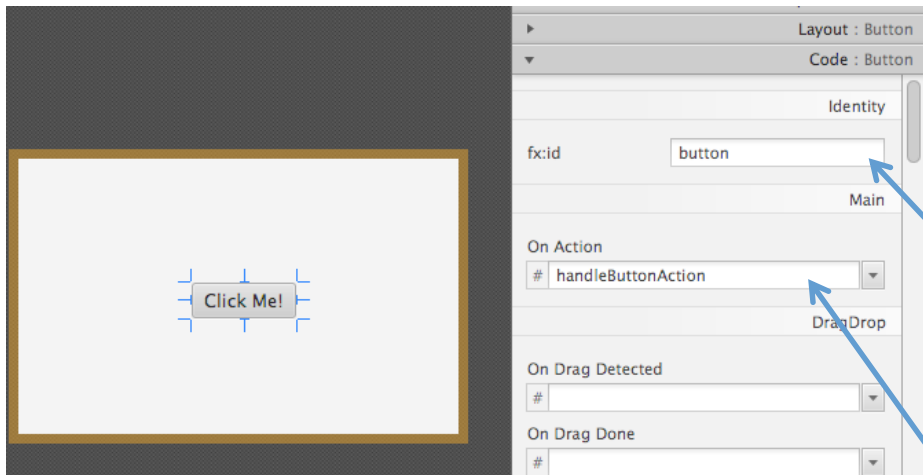 Layout : Button
Code : Button
Identity
fx:id button
Main
On Action
# handleButtonAction
Click Me!
DragDrop
On Drag Detected
#
On Drag Done
#